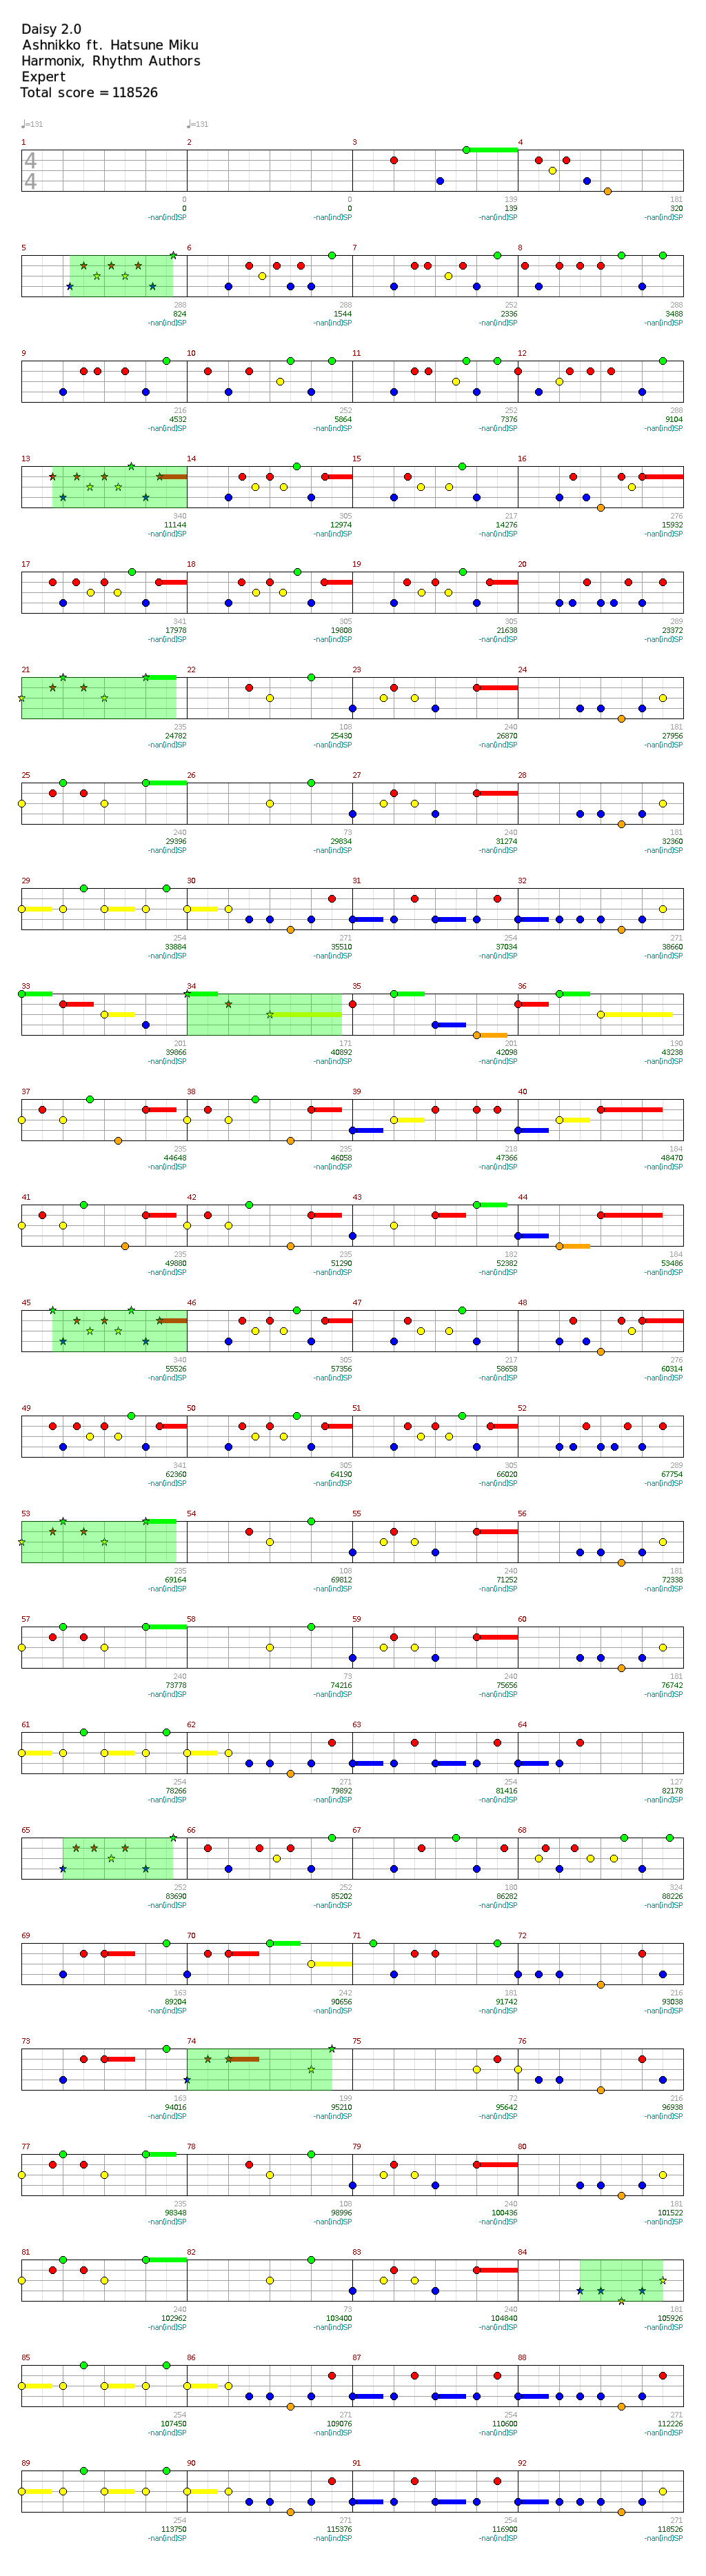 Daisy 2.0
Ashnikko ft. Hatsune Miku
Harmonix, Rhythm Authors
Expert
Total score = 118526
♩=131 ♩=131
1 2 3 4
4
4
0 0 139 181
0 0 139 320
-nan(ind)SP -nan(ind)SP -nan(ind)SP -nan(ind)SP
5 6 7 8
288 288 252 288
824 1544 2336 3488
-nan(ind)SP -nan(ind)SP -nan(ind)SP -nan(ind)SP
9 10 11 12
216 252 252 288
4532 5864 7376 9104
-nan(ind)SP -nan(ind)SP -nan(ind)SP -nan(ind)SP
13 14 15 16
340 305 217 276
11144 12974 14276 15932
-nan(ind)SP -nan(ind)SP -nan(ind)SP -nan(ind)SP
17 18 19 20
341 305 305 289
17978 19808 21638 23372
-nan(ind)SP -nan(ind)SP -nan(ind)SP -nan(ind)SP
21 22 23 24
235 108 240 181
24782 25430 26870 27956
-nan(ind)SP -nan(ind)SP -nan(ind)SP -nan(ind)SP
25 26 27 28
240 73 240 181
29396 29834 31274 32360
-nan(ind)SP -nan(ind)SP -nan(ind)SP -nan(ind)SP
29 30 31 32
254 271 254 271
33884 35510 37034 38660
-nan(ind)SP -nan(ind)SP -nan(ind)SP -nan(ind)SP
33 34 35 36
201 171 201 190
39866 40892 42098 43238
-nan(ind)SP -nan(ind)SP -nan(ind)SP -nan(ind)SP
37 38 39 40
235 235 218 184
44648 46058 47366 48470
-nan(ind)SP -nan(ind)SP -nan(ind)SP -nan(ind)SP
41 42 43 44
235 235 182 184
49880 51290 52382 53486
-nan(ind)SP -nan(ind)SP -nan(ind)SP -nan(ind)SP
45 46 47 48
340 305 217 276
55526 57356 58658 60314
-nan(ind)SP -nan(ind)SP -nan(ind)SP -nan(ind)SP
49 50 51 52
341 305 305 289
62360 64190 66020 67754
-nan(ind)SP -nan(ind)SP -nan(ind)SP -nan(ind)SP
53 54 55 56
235 108 240 181
69164 69812 71252 72338
-nan(ind)SP -nan(ind)SP -nan(ind)SP -nan(ind)SP
57 58 59 60
240 73 240 181
73778 74216 75656 76742
-nan(ind)SP -nan(ind)SP -nan(ind)SP -nan(ind)SP
61 62 63 64
254 271 254 127
78266 79892 81416 82178
-nan(ind)SP -nan(ind)SP -nan(ind)SP -nan(ind)SP
65 66 67 68
252 252 180 324
83690 85202 86282 88226
-nan(ind)SP -nan(ind)SP -nan(ind)SP -nan(ind)SP
69 70 71 72
163 242 181 216
89204 90656 91742 93038
-nan(ind)SP -nan(ind)SP -nan(ind)SP -nan(ind)SP
73 74 75 76
163 199 72 216
94016 95210 95642 96938
-nan(ind)SP -nan(ind)SP -nan(ind)SP -nan(ind)SP
77 78 79 80
235 108 240 181
98348 98996 100436 101522
-nan(ind)SP -nan(ind)SP -nan(ind)SP -nan(ind)SP
81 82 83 84
240 73 240 181
102962 103400 104840 105926
-nan(ind)SP -nan(ind)SP -nan(ind)SP -nan(ind)SP
85 86 87 88
254 271 254 271
107450 109076 110600 112226
-nan(ind)SP -nan(ind)SP -nan(ind)SP -nan(ind)SP
89 90 91 92
254 271 254 271
113750 115376 116900 118526
-nan(ind)SP -nan(ind)SP -nan(ind)SP -nan(ind)SP